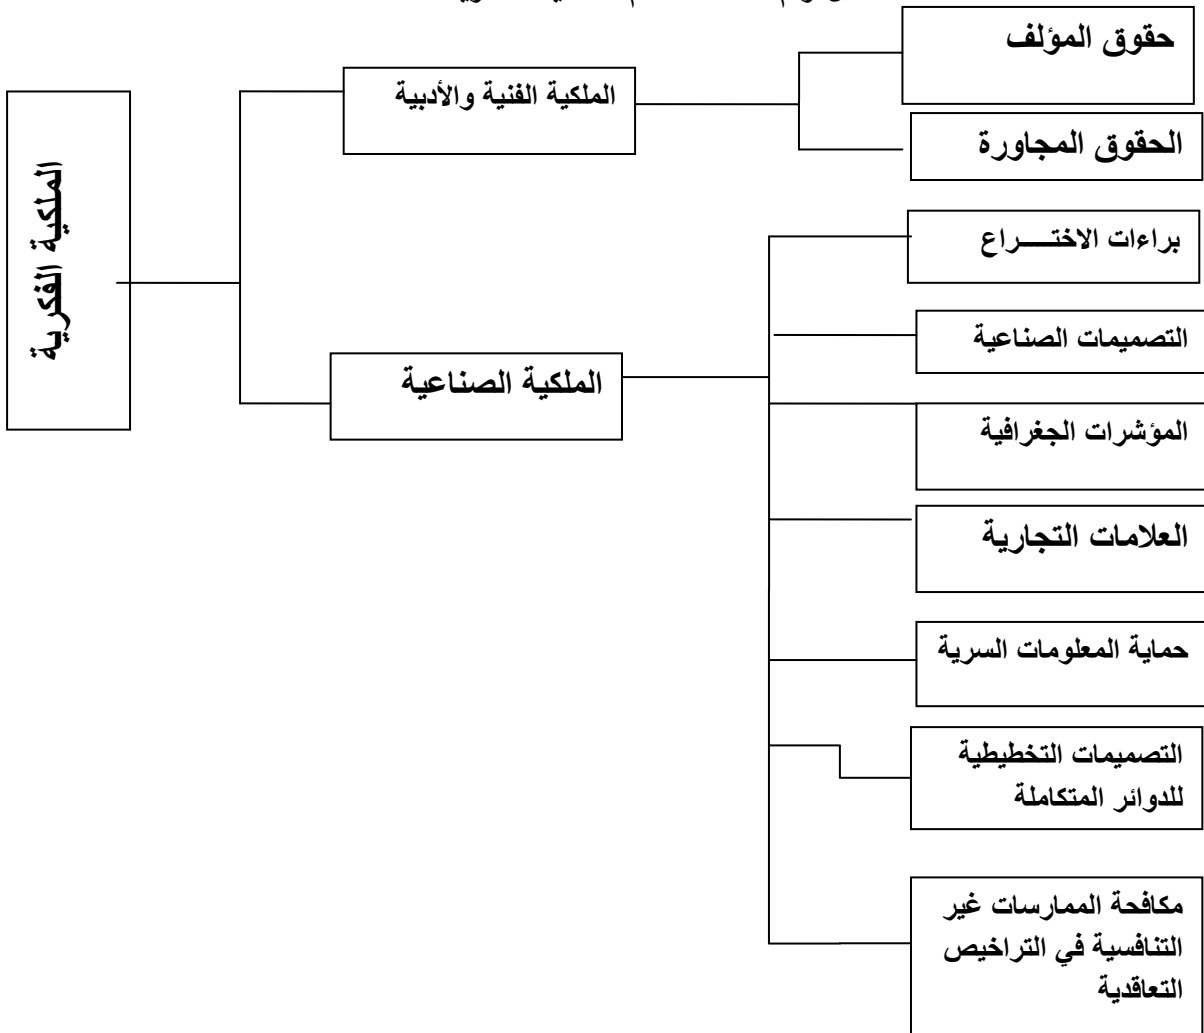 حقوق المؤلف
الملكية الفنية والأدبية
الحقوق المجاورة
الملكية الفكرية
براءات الاختـــراع
التصميمات الصناعية
الملكية الصناعية
المؤشرات الجغرافية
العلامات التجارية
حماية المعلومات السرية
التصميمات التخطيطية
للدوائر المتكاملة
مكافحة الممارسات غير
التنافسية في التراخيص
التعاقدية